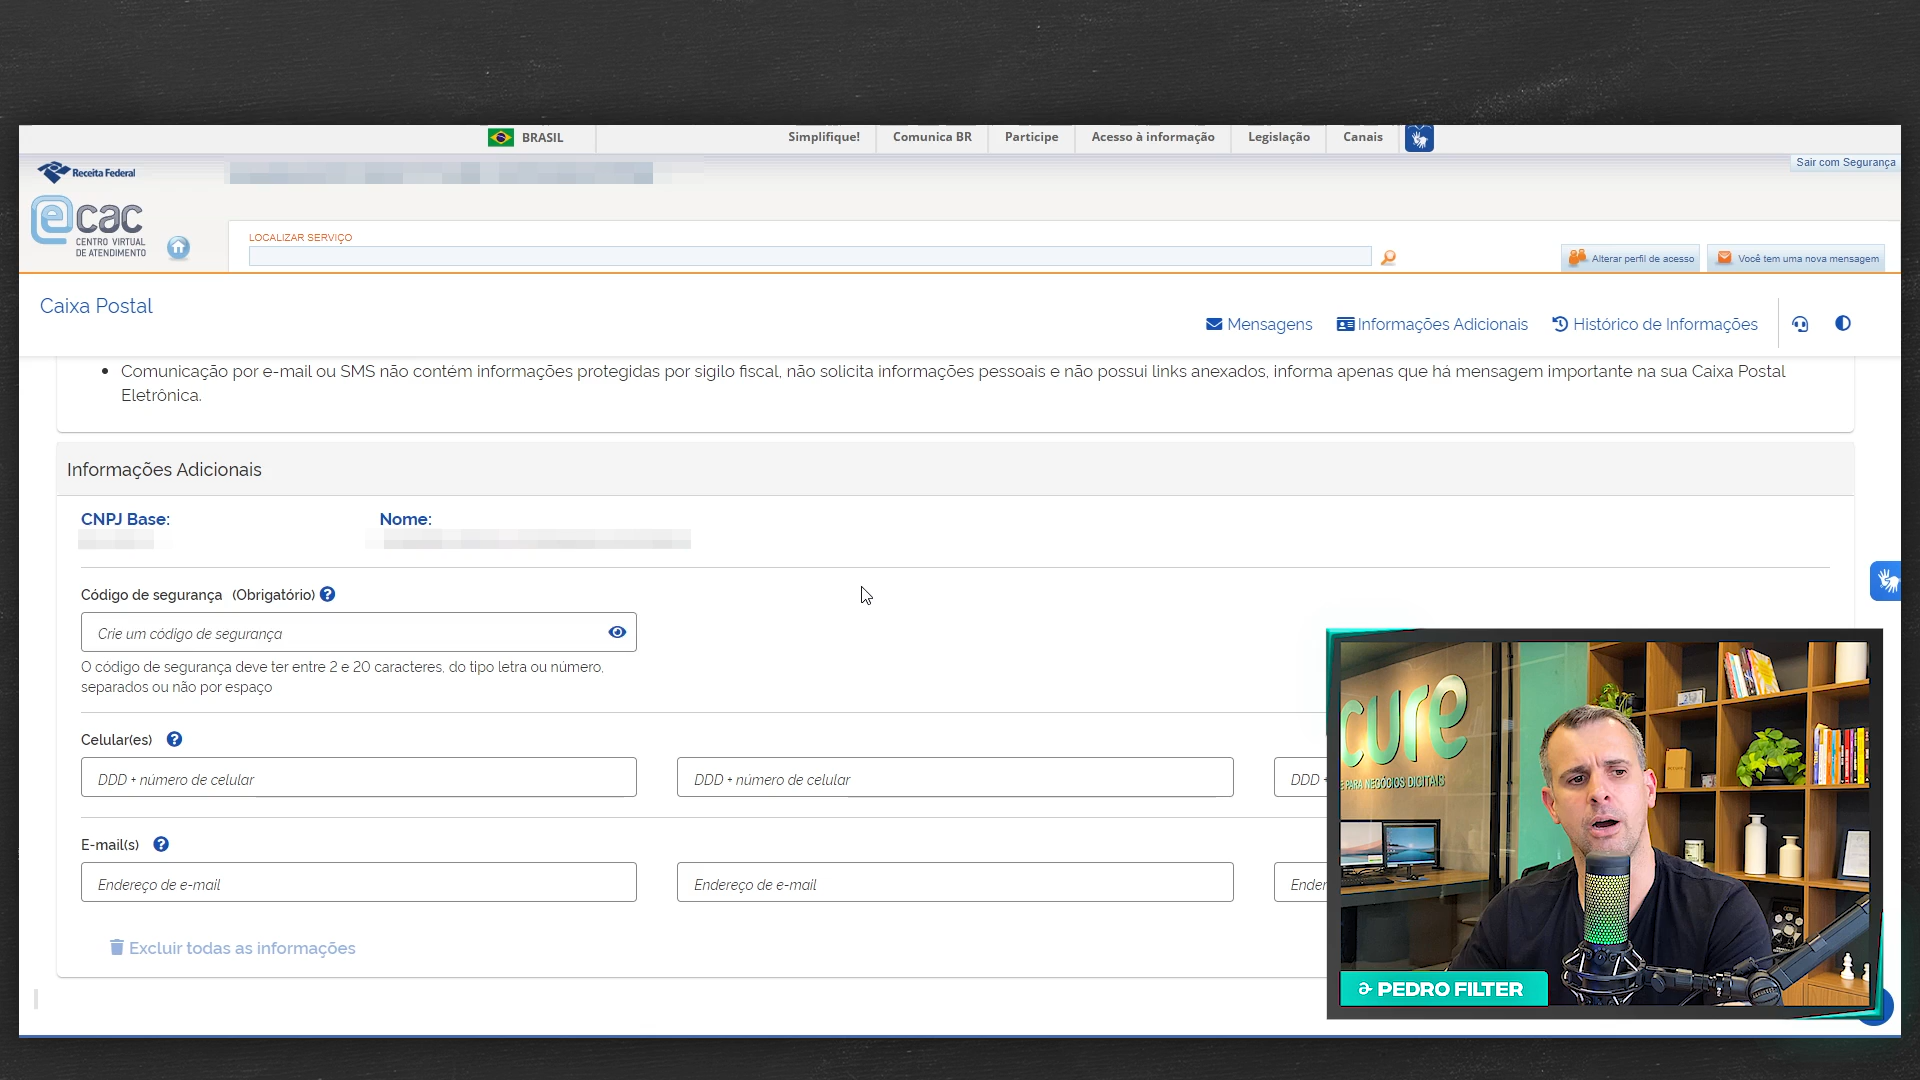 BRASIL
Simplifique!
Comunica BR
Participe
Acesso à informação
Legislação
Canais
Receita Federal
Sair com Segurança
ecac
CENTRO VIRTUAL
DE ATENDIMENTO
LOCALIZAR SERVIÇO
Alterar perfil de acesso
Você tem uma nova mensagem
Caixa Postal
Mensagens
Informações Adicionais
Histórico de Informações
Comunicação por e-mail ou SMS não contém informações protegidas por sigilo fiscal, não solicita informações pessoais e não possui links anexados, informa apenas que há mensagem importante na sua Caixa Postal
Eletrônica.
Informações Adicionais
CNPJ Base:
Nome:
Código de segurança (Obrigatório)
Crie um código de segurança
O código de segurança deve ter entre 2 e 20 caracteres, do tipo letra ou número,
separados ou não por espaço
Celular(es)
DDD + número de celular
DDD + número de celular
DDD +
E-mail(s)
Endereço de e-mail
Endereço de e-mail
Ender
Excluir todas as informações
cure
E PARA NEGÓCIOS DIGITAIS
PEDRO FILTER